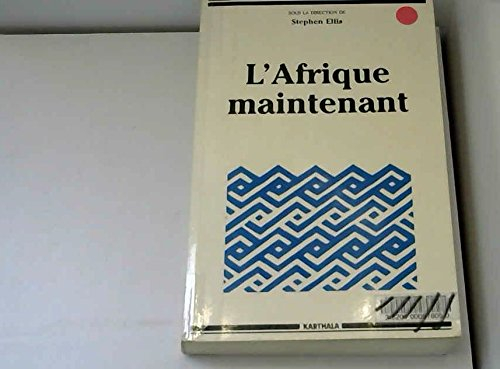 SOUS LA DIRECTION DE
Stephen Ellis
L'Afrique
maintenant
KARTHALA